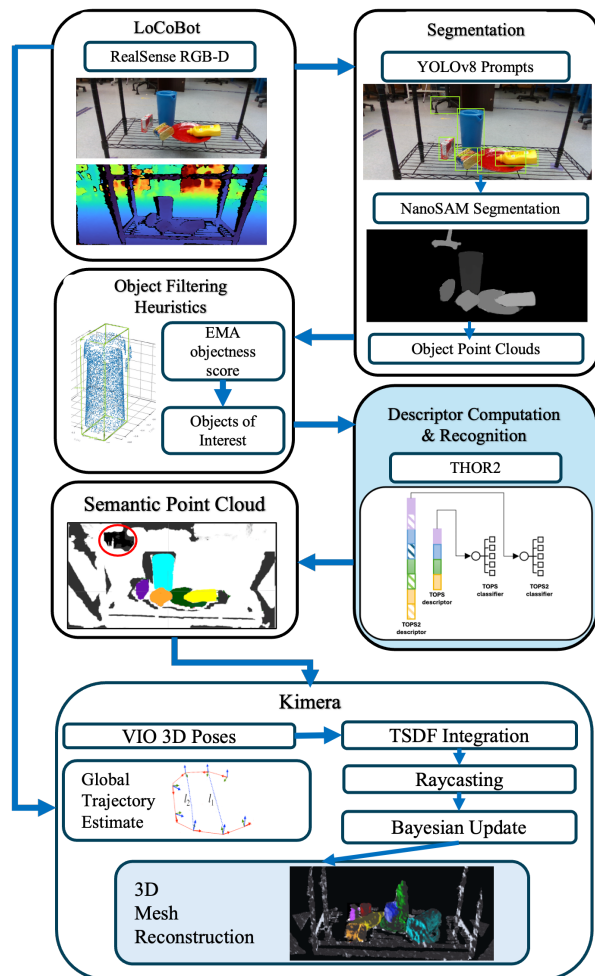 LoCoBot
RealSense RGB-D
Segmentation
YOLOv8 Prompts
NanoSAM Segmentation
Object Point Clouds
Object Filtering
Heuristics
EMA
objectness
score
Objects of
Interest
Descriptor Computation
& Recognition
THOR2
TOPS2
descriptor
TOPS
descriptor
TOPS
classifier
TOPS2
classifier
Semantic Point Cloud
Kimera
VIO 3D Poses
TSDF Integration
Global
Trajectory
Estimate
l2
l1
Raycasting
Bayesian Update
3D
Mesh
Reconstruction